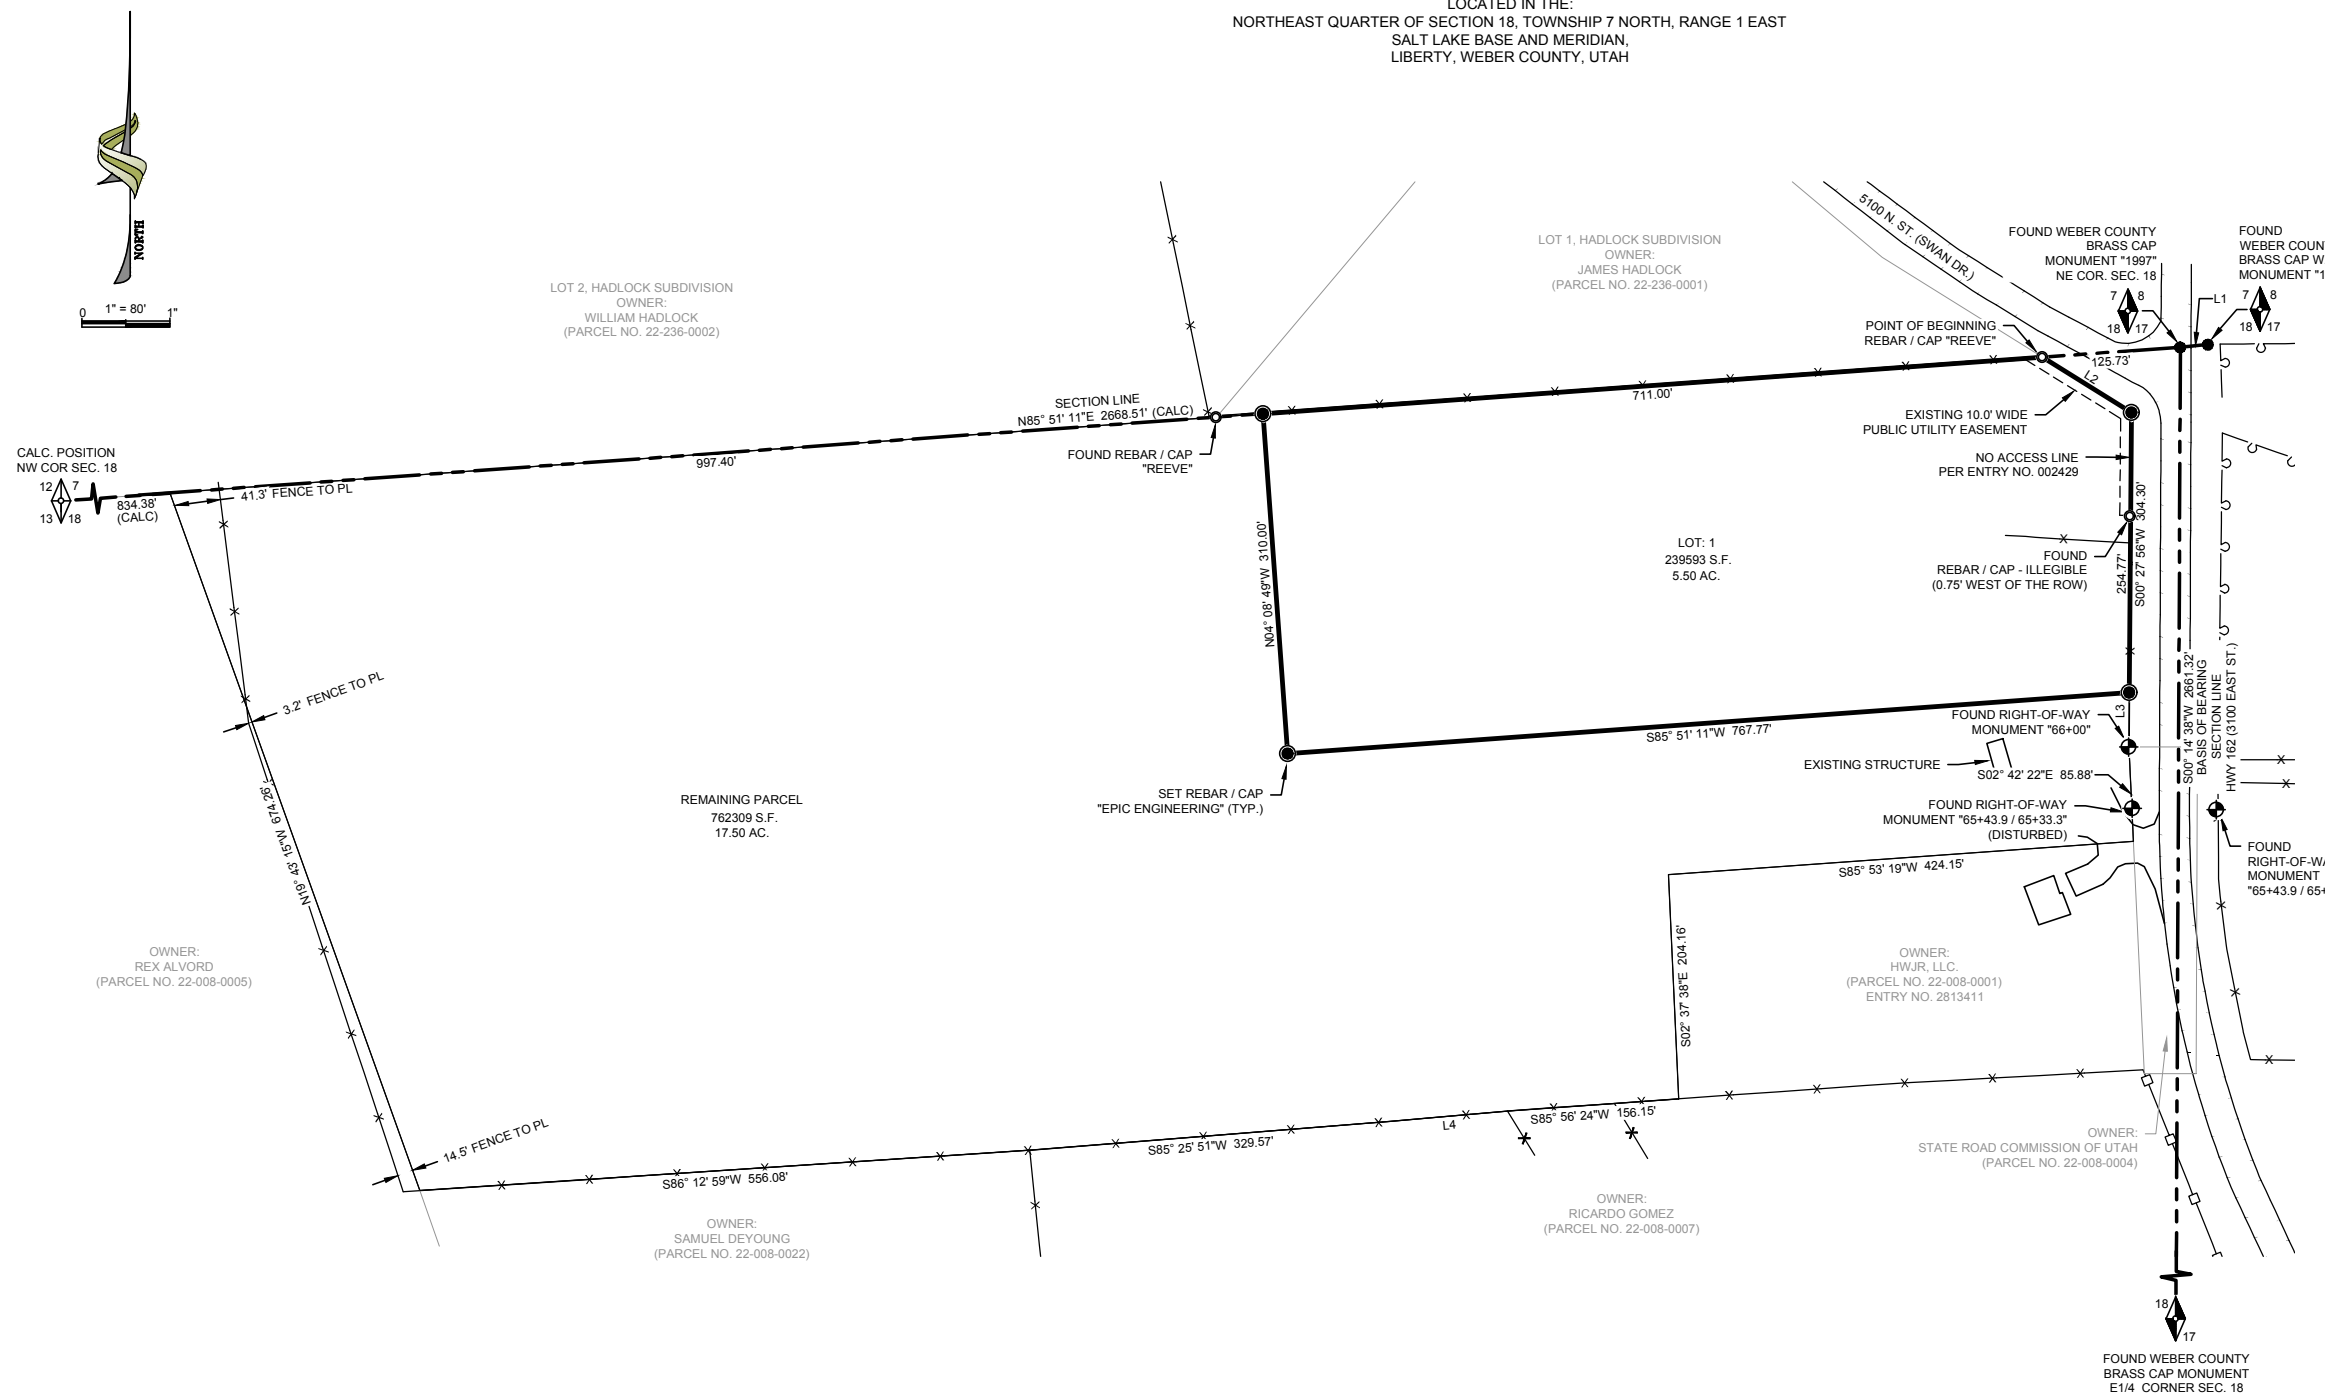 LOCATED IN THE:
NORTHEAST QUARTER OF SECTION 18, TOWNSHIP 7 NORTH, RANGE 1 EAST
SALT LAKE BASE AND MERIDIAN,
LIBERTY, WEBER COUNTY, UTAH
NORTH
0 1" = 80' 1"
LOT 2, HADLOCK SUBDIVISION
OWNER:
WILLIAM HADLOCK
(PARCEL NO. 22-236-0002)
LOT 1, HADLOCK SUBDIVISION
OWNER:
JAMES HADLOCK
(PARCEL NO. 22-236-0001)
5100 N. ST. (SWAN DR.)
FOUND WEBER COUNTY
BRASS CAP
MONUMENT "1997"
NE COR. SEC. 18
7 8
18 17
FOUND
WEBER COUN
BRASS CAP W
MONUMENT "1
7 8
18 17
L1
POINT OF BEGINNING
REBAR / CAP "REEVE"
125.73'
L2
711.00'
SECTION LINE
N85° 51' 11"E 2668.51' (CALC)
FOUND REBAR / CAP
"REEVE"
997.40'
CALC. POSITION
NW COR SEC. 18
12 7
13 18
834.38'
(CALC)
41.3' FENCE TO PL
EXISTING 10.0' WIDE
PUBLIC UTILITY EASEMENT
NO ACCESS LINE
PER ENTRY NO. 002429
S00° 27' 56"W 304.30'
254.77'
FOUND
REBAR / CAP - ILLEGIBLE
(0.75' WEST OF THE ROW)
LOT: 1
239593 S.F.
5.50 AC.
N04° 08' 49"W 310.00'
3.2' FENCE TO PL
S85° 51' 11"W 767.77'
L3
FOUND RIGHT-OF-WAY
MONUMENT "66+00"
EXISTING STRUCTURE
S02° 42' 22"E 85.88'
FOUND RIGHT-OF-WAY
MONUMENT "65+43.9 / 65+33.3"
(DISTURBED)
S00° 14' 38"W 2661.32'
BASIS OF BEARING
SECTION LINE
HWY 162 (3100 EAST ST.)
FOUND
RIGHT-OF-WA
MONUMENT
"65+43.9 / 65+
SET REBAR / CAP
"EPIC ENGINEERING" (TYP.)
REMAINING PARCEL
762309 S.F.
17.50 AC.
N19° 43' 15"W 674.26'
S85° 53' 19"W 424.15'
S02° 37' 38"E 204.16'
OWNER:
REX ALVORD
(PARCEL NO. 22-008-0005)
OWNER:
HWJR, LLC.
(PARCEL NO. 22-008-0001)
ENTRY NO. 2813411
14.5' FENCE TO PL
S86° 12' 59"W 556.08'
S85° 25' 51"W 329.57'
L4
S85° 56' 24"W 156.15'
OWNER:
STATE ROAD COMMISSION OF UTAH
(PARCEL NO. 22-008-0004)
OWNER:
SAMUEL DEYOUNG
(PARCEL NO. 22-008-0022)
OWNER:
RICARDO GOMEZ
(PARCEL NO. 22-008-0007)
18
17
FOUND WEBER COUNTY
BRASS CAP MONUMENT
E1/4 CORNER SEC. 18